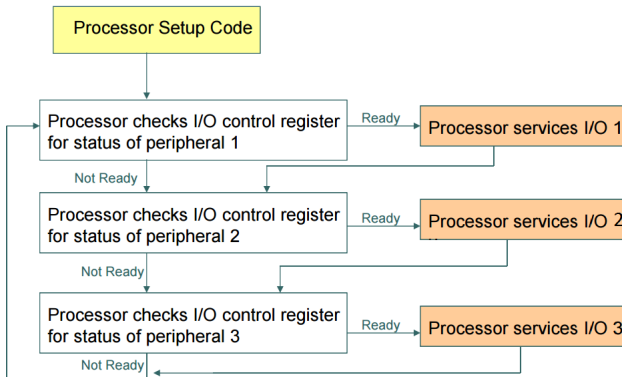 Processor Setup Code
Processor checks I/O control register
for status of peripheral 1
Ready
Processor services I/O 1
Not Ready
Processor checks I/O control register
for status of peripheral 2
Ready
Processor services I/O 2
Not Ready
Processor checks I/O control register
for status of peripheral 3
Ready
Processor services I/O 3
Not Ready